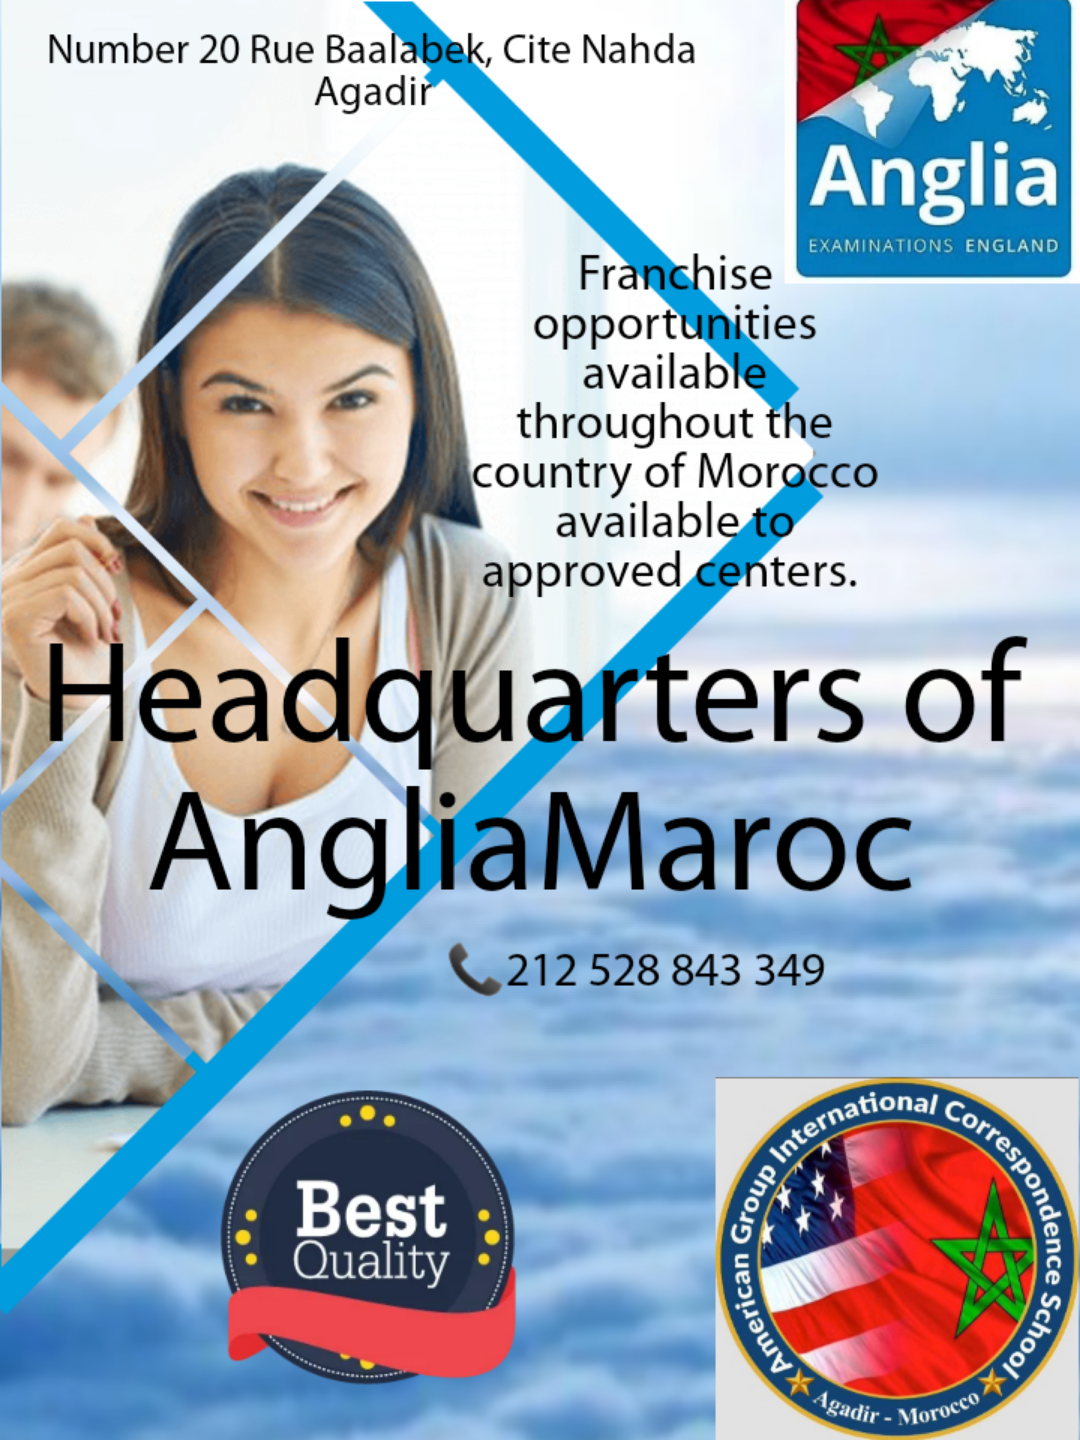 Number 20 Rue Baalabek, Cite Nahda
Agadir
Anglia
EXAMINATIONS ENGLAND
Franchise
opportunities
available
throughout the
country of Morocco
available to
approved centers.
Headquarters of
AngliaMaroc
212 528 843 349
Best
Quality
American Group International Correspondence School
Agadir - Morocco